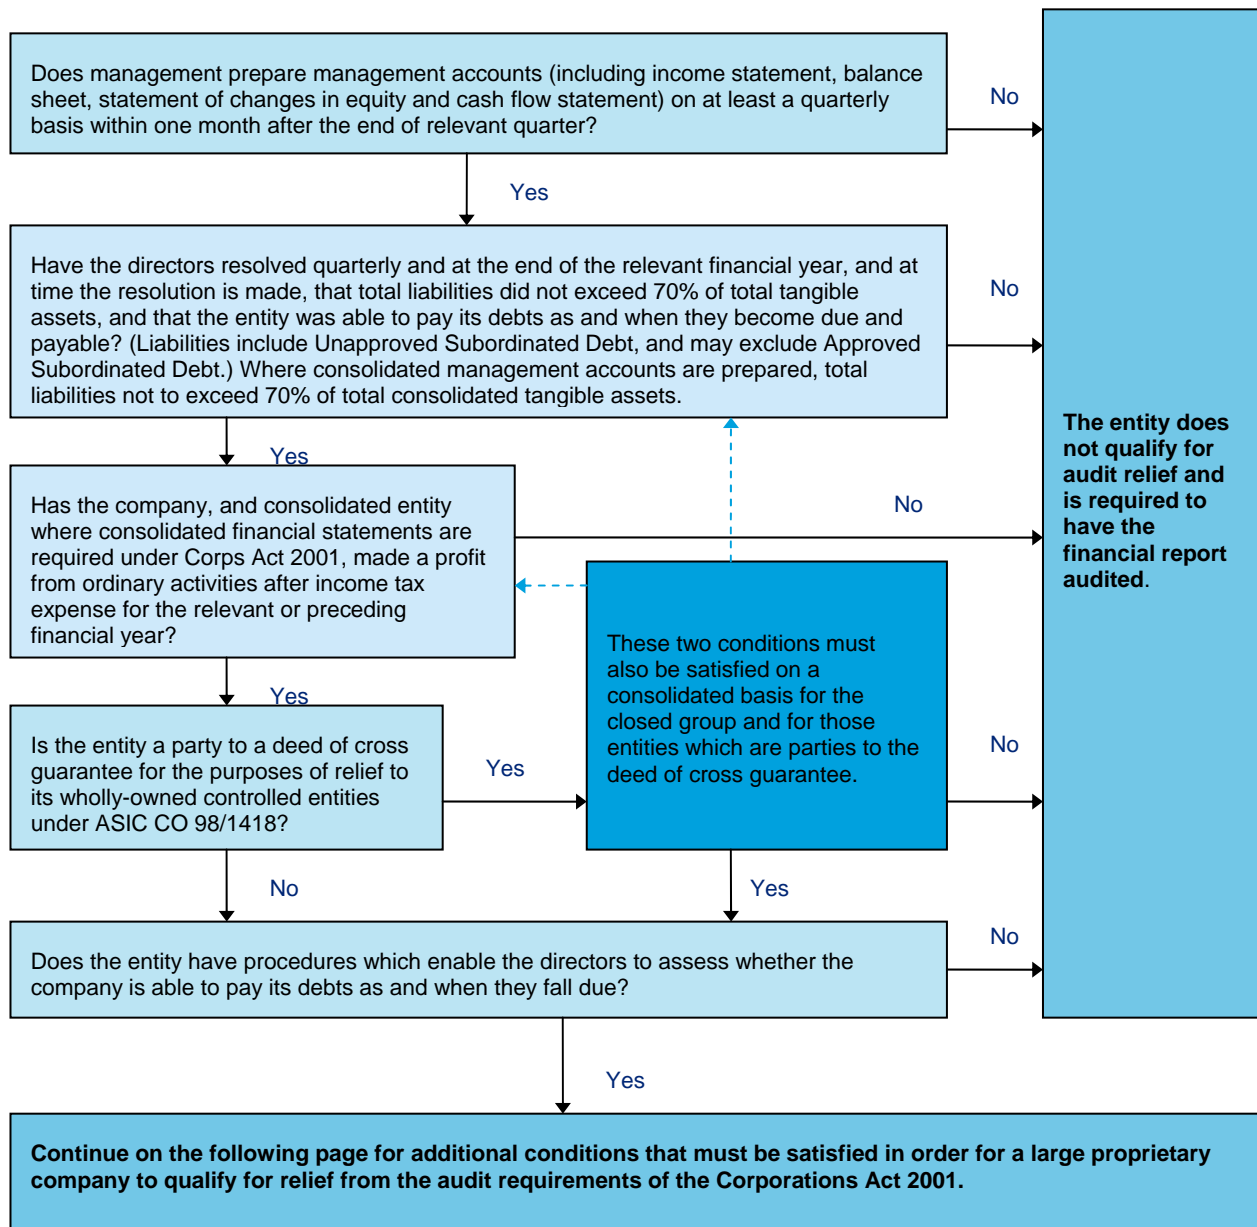 Does management prepare management accounts (including income statement, balance
sheet, statement of changes in equity and cash flow statement) on at least a quarterly
basis within one month after the end of relevant quarter?
No
Yes
Have the directors resolved quarterly and at the end of the relevant financial year, and at
time the resolution is made, that total liabilities did not exceed 70% of total tangible
assets, and that the entity was able to pay its debts as and when they become due and
payable? (Liabilities include Unapproved Subordinated Debt, and may exclude Approved
Subordinated Debt.) Where consolidated management accounts are prepared, total
liabilities not to exceed 70% of total consolidated tangible assets.
No
Yes
Has the company, and consolidated entity
where consolidated financial statements are
required under Corps Act 2001, made a profit
from ordinary activities after income tax
expense for the relevant or preceding
financial year?
No
The entity does
not qualify for
audit relief and
is required to
have the
financial report
audited.
Yes
These two conditions must
also be satisfied on a
consolidated basis for the
closed group and for those
entities which are parties to the
deed of cross guarantee.
Is the entity a party to a deed of cross
guarantee for the purposes of relief to
its wholly-owned controlled entities
under ASIC CO 98/1418?
Yes
No
No
Yes
Does the entity have procedures which enable the directors to assess whether the
company is able to pay its debts as and when they fall due?
No
Yes
Continue on the following page for additional conditions that must be satisfied in order for a large proprietary
company to qualify for relief from the audit requirements of the Corporations Act 2001.